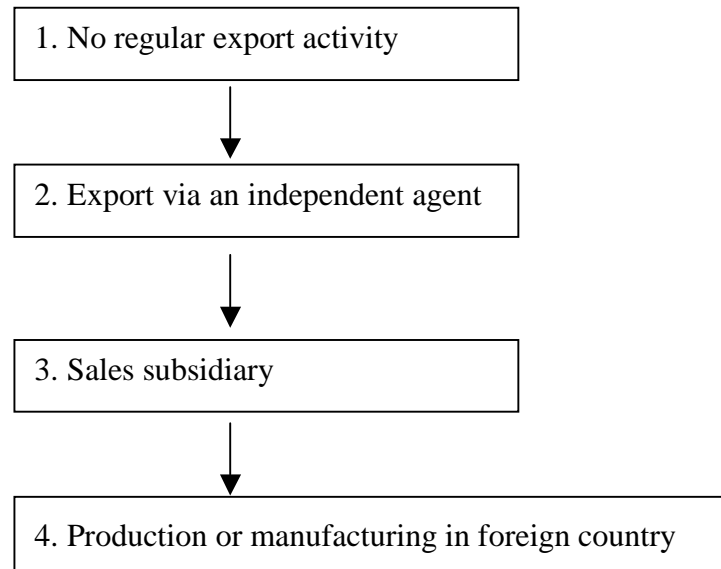 1. No regular export activity
2. Export via an independent agent
3. Sales subsidiary
4. Production or manufacturing in foreign country